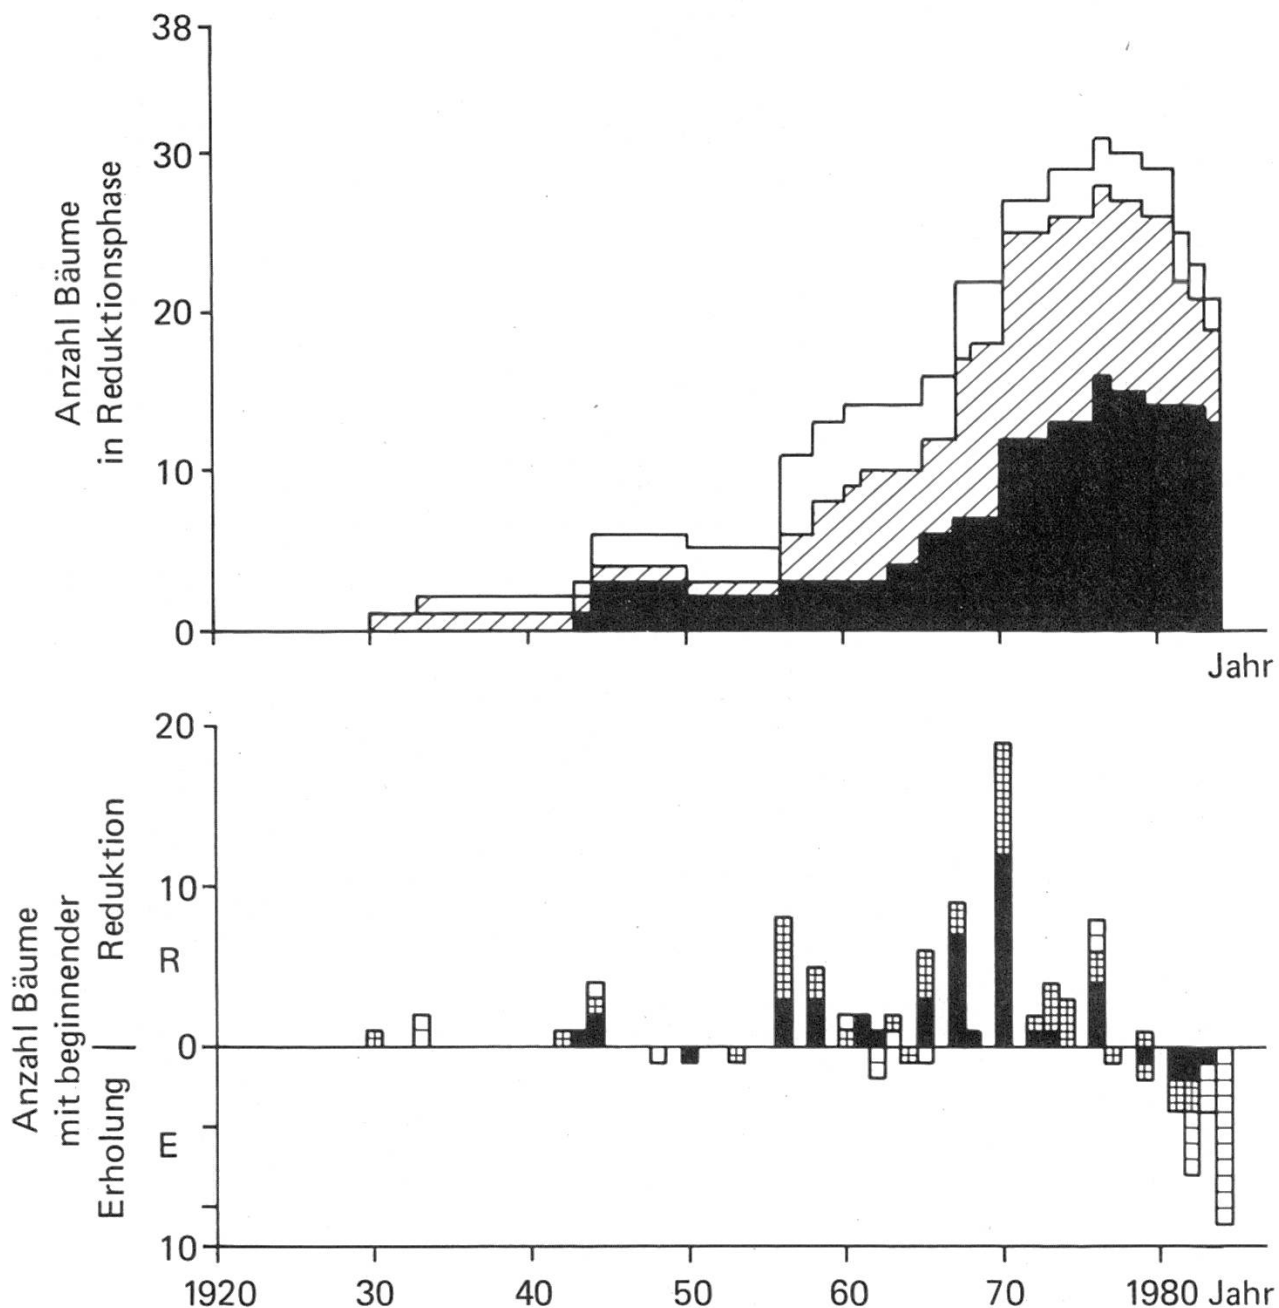 38
30
20
10
0
Anzahl Bäume
in Reduktionsphase
Jahr
20
10
0
10
Anzahl Bäume
mit beginnender
Erholung | Reduktion
R
E
1920 30 40 50 60 70 1980 Jahr